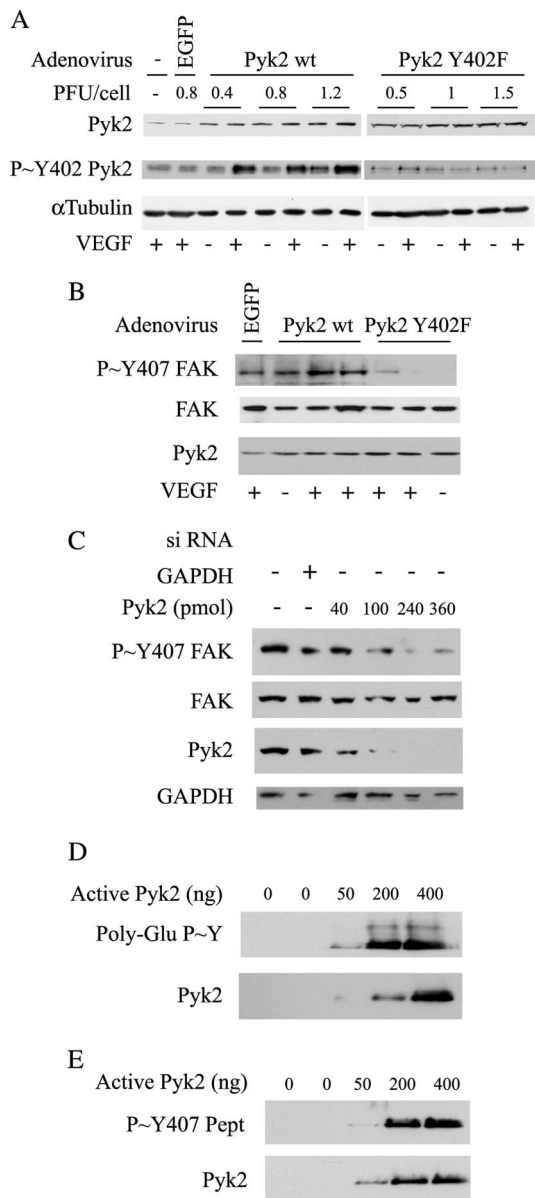 A
Adenovirus - EGFP Pyk2 wt Pyk2 Y402F
PFU/cell - 0.8 0.4 0.8 1.2 0.5 1 1.5
Pyk2
P~Y402 Pyk2
αTubulin
VEGF + + - + - + - + - + - + - +
B
Adenovirus EGFP Pyk2 wt Pyk2 Y402F
P~Y407 FAK
FAK
Pyk2
VEGF + - + + + + -
C
si RNA
GAPDH - + - - - -
Pyk2 (pmol) - - 40 100 240 360
P~Y407 FAK
FAK
Pyk2
GAPDH
D
Active Pyk2 (ng) 0 0 50 200 400
Poly-Glu P~Y
Pyk2
E
Active Pyk2 (ng) 0 0 50 200 400
P~Y407 Pept
Pyk2